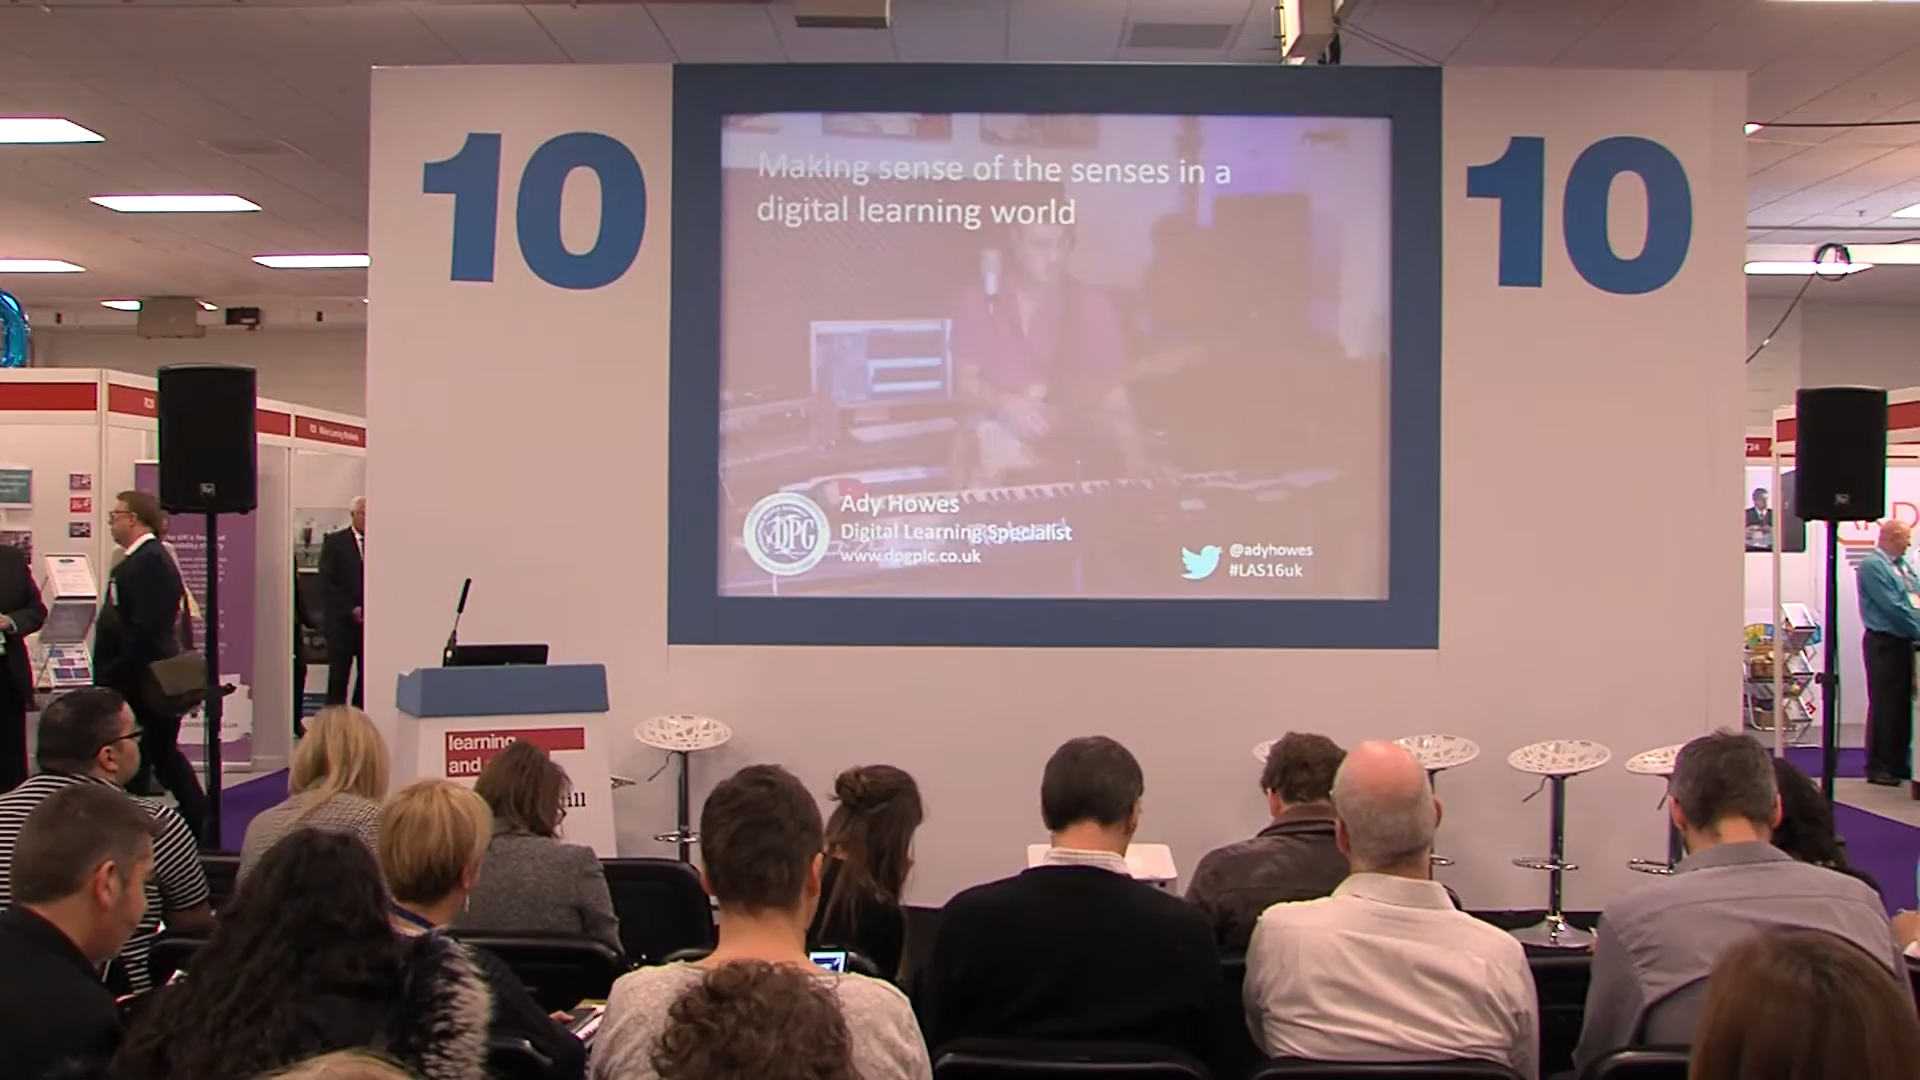 10
10
Making sense of the senses in a
digital learning world
DPG
Ady Howes
Digital Learning Specialist
www.dpgplc.co.uk
@adyhowes
#LAS16uk
learning
and